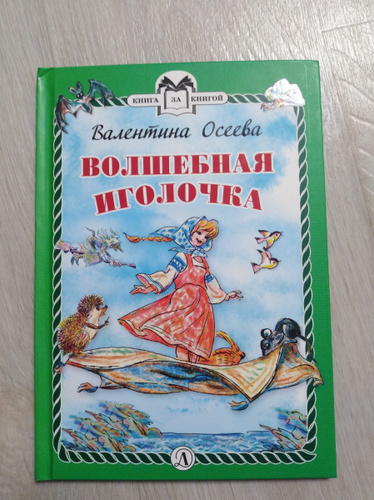 КНИГА ЗА КНИГОЙ
Валентина Осеева
ВОЛШЕБНАЯ
ИГОЛОЧКА
Д